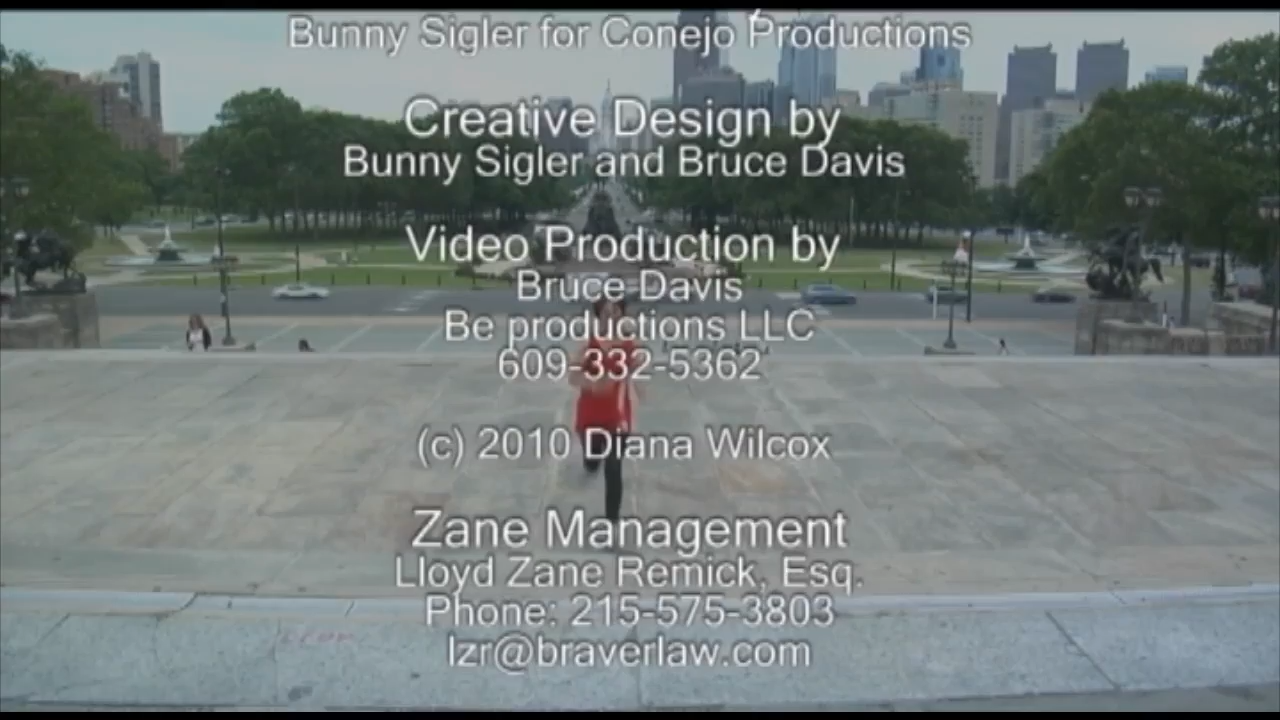 Bunny Sigler for Conejo Productions
Creative Design by
Bunny Sigler and Bruce Davis
Video Production by
Bruce Davis
Be productions LLC
609-332-5362
(c) 2010 Diana Wilcox
Zane Management
Lloyd Zane Remick, Esq.
Phone: 215-575-3803
lzr@braverlaw.com